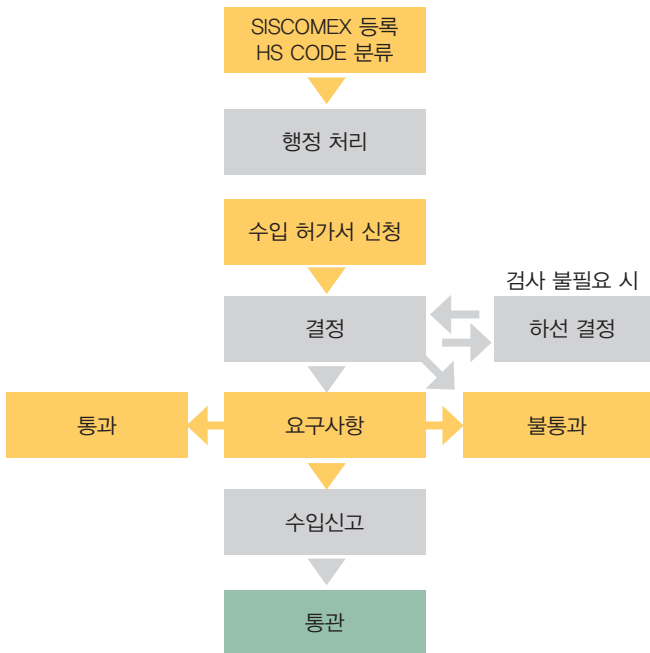 SISCOMEX 등록
HS CODE 분류
행정 처리
수입 허가서 신청
검사 불필요 시
결정
하선 결정
통과
요구사항
불통과
수입신고
통관